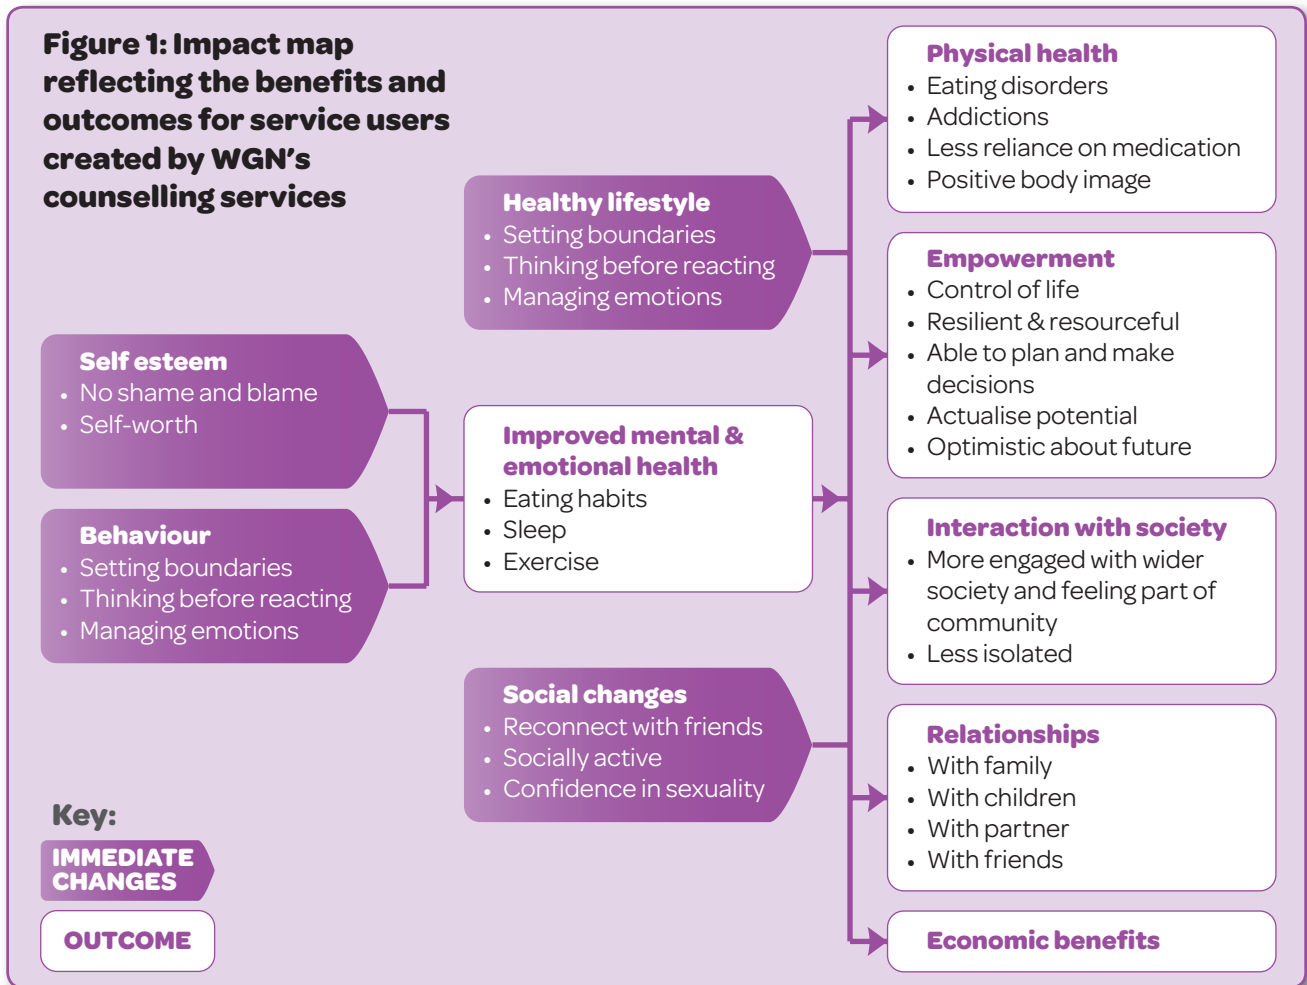 Figure 1: Impact map
reflecting the benefits and
outcomes for service users
created by WGN's
counselling services
Self esteem
• No shame and blame
• Self-worth
Behaviour
• Setting boundaries
• Thinking before reacting
• Managing emotions
Key:
IMMEDIATE
CHANGES
OUTCOME
Healthy lifestyle
• Setting boundaries
• Thinking before reacting
• Managing emotions
Improved mental &
emotional health
• Eating habits
• Sleep
• Exercise
Social changes
• Reconnect with friends
• Socially active
• Confidence in sexuality
Physical health
• Eating disorders
• Addictions
• Less reliance on medication
• Positive body image
Empowerment
• Control of life
• Resilient & resourceful
• Able to plan and make
decisions
• Actualise potential
• Optimistic about future
Interaction with society
• More engaged with wider
society and feeling part of
community
• Less isolated
Relationships
• With family
• With children
• With partner
• With friends
Economic benefits